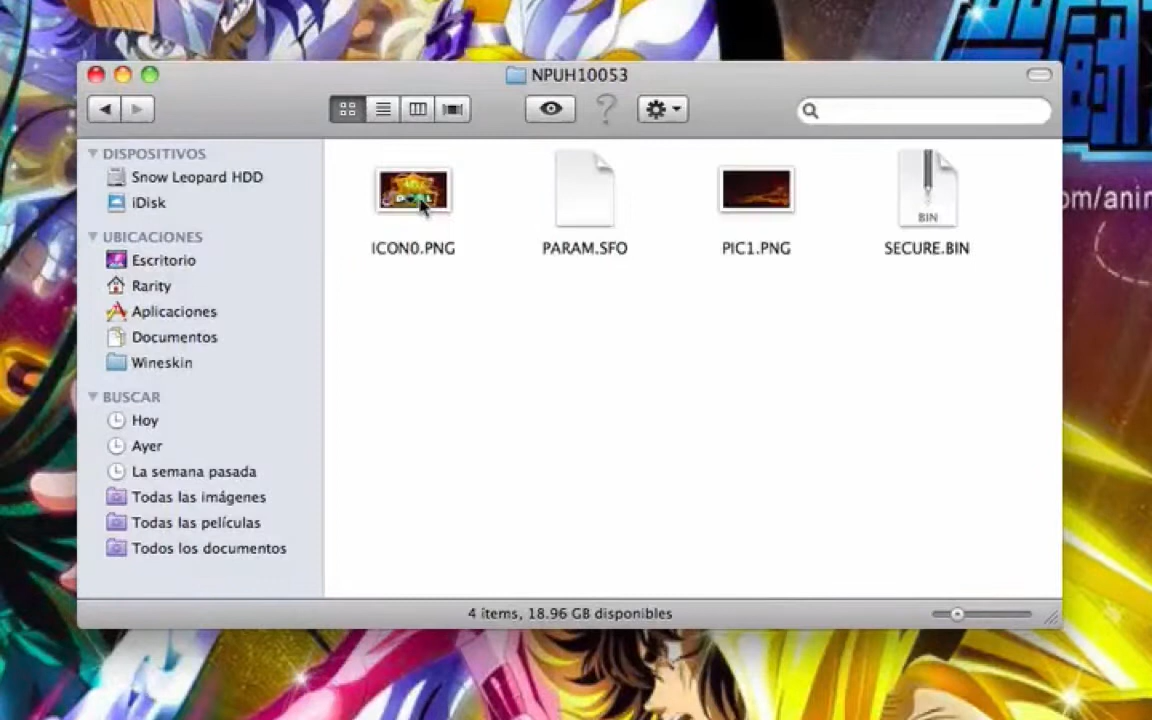 NPUH10053
DISPOSITIVOS
Snow Leopard HDD
iDisk
UBICACIONES
Escritorio
Rarity
Aplicaciones
Documentos
Wineskin
BUSCAR
Hoy
Ayer
La semana pasada
Todas las imágenes
Todas las películas
Todos los documentos
ICON0.PNG
PARAM.SFO
PIC1.PNG
BIN
SECURE.BIN
4 items, 18.96 GB disponibles